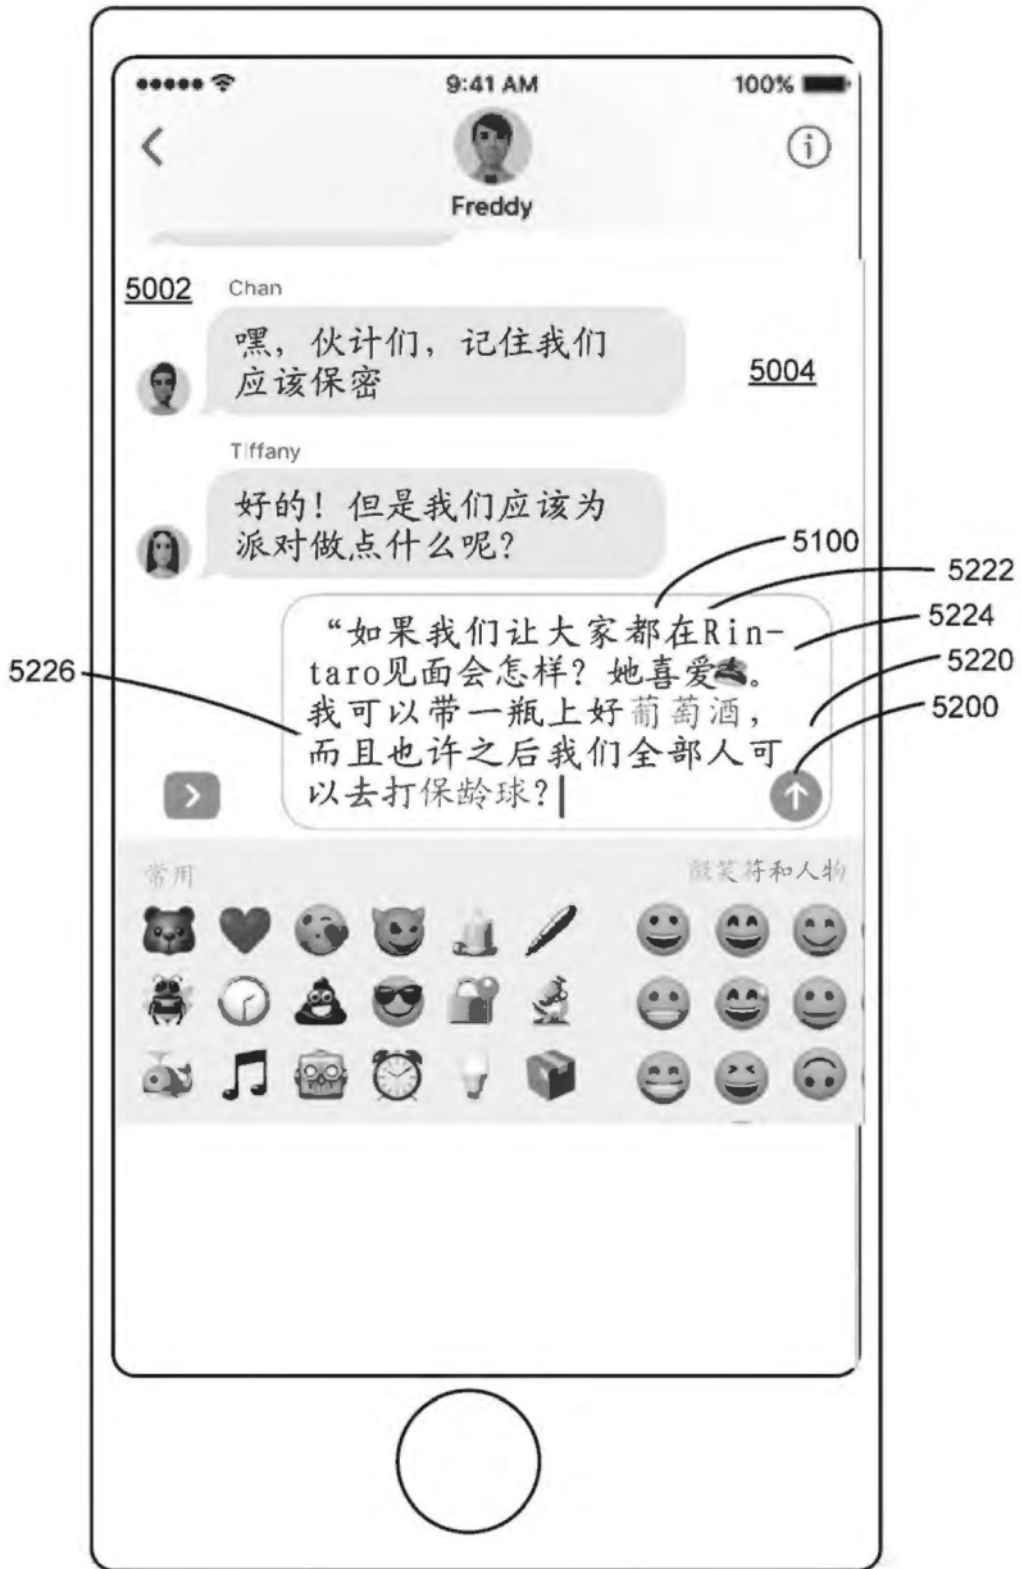 9:41 AM
100%
Freddy
5002
Chan
嘿，伙计们，记住我们
应该保密
5004
Tiffany
好的！但是我们应该为
派对做点什么呢？
5100
5222
5224
5220
5200
5226
“如果我们让大家都在Rin-
taro见面会怎样？她喜爱。
我可以带一瓶上好葡萄酒，
而且也许之后我们全部人可
以去打保龄球？
常用
微笑符和人物